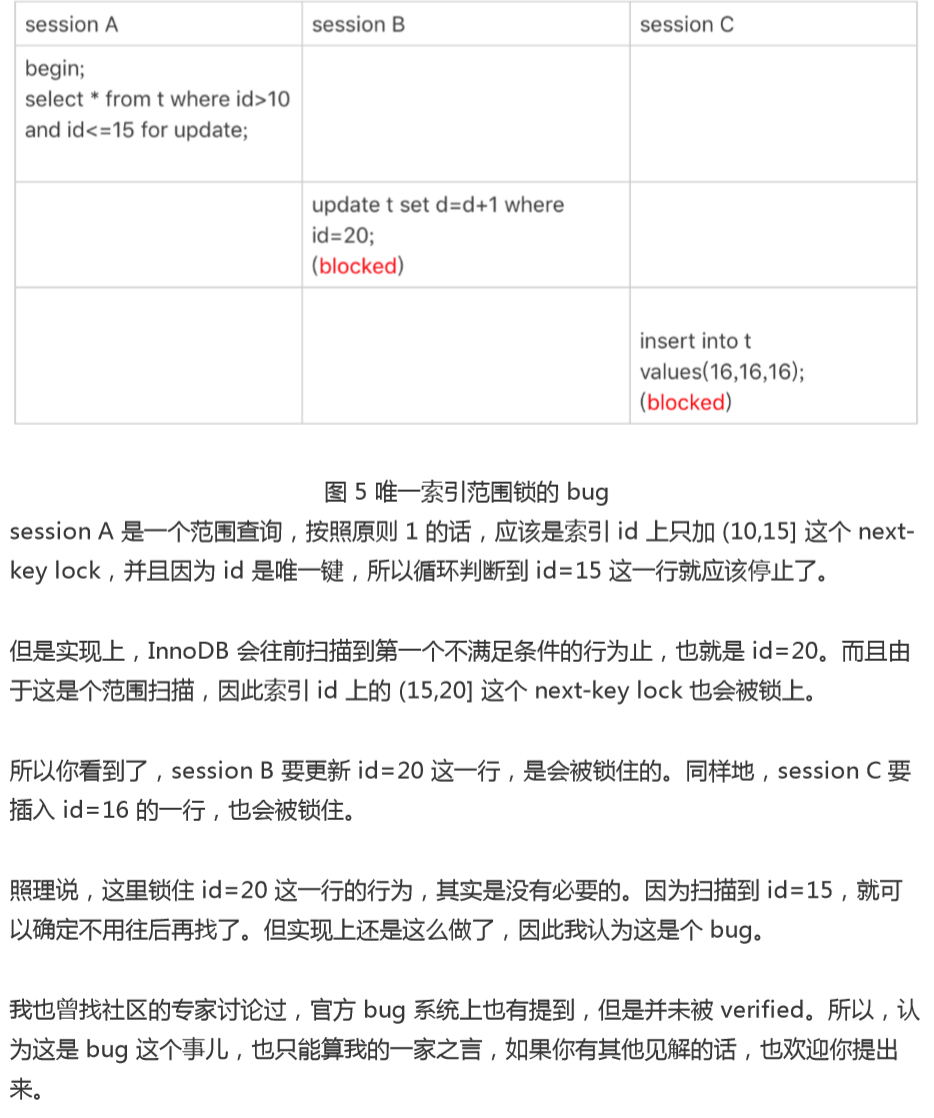 session A
session B
session C
begin;
select * from t where id>10
and id<=15 for update;
update t set d=d+1 where
id=20;
(blocked)
insert into t
values(16,16,16);
(blocked)
图 5 唯一索引范围锁的 bug
session A 是一个范围查询，按照原则 1 的话，应该是索引 id 上只加 (10,15] 这个 next-
key lock，并且因为 id 是唯一键，所以循环判断到 id=15 这一行就应该停止了。
但是实现上，InnoDB 会往前扫描到第一个不满足条件的行为止，也就是 id=20。而且由
于这是个范围扫描，因此索引 id 上的 (15,20] 这个 next-key lock 也会被锁上。
所以你看到了，session B 要更新 id=20 这一行，是会被锁住的。同样地，session C 要
插入 id=16 的一行，也会被锁住。
照理说，这里锁住 id=20 这一行的行为，其实是没有必要的。因为扫描到 id=15，就可
以确定不用往后再找了。但实现上还是这么做了，因此我认为这是个 bug。
我也曾找社区的专家讨论过，官方 bug 系统上也有提到，但是并未被 verified。所以，认
为这是 bug 这个事儿，也只能算我的一家之言，如果你有其他见解的话，也欢迎你提出
来。